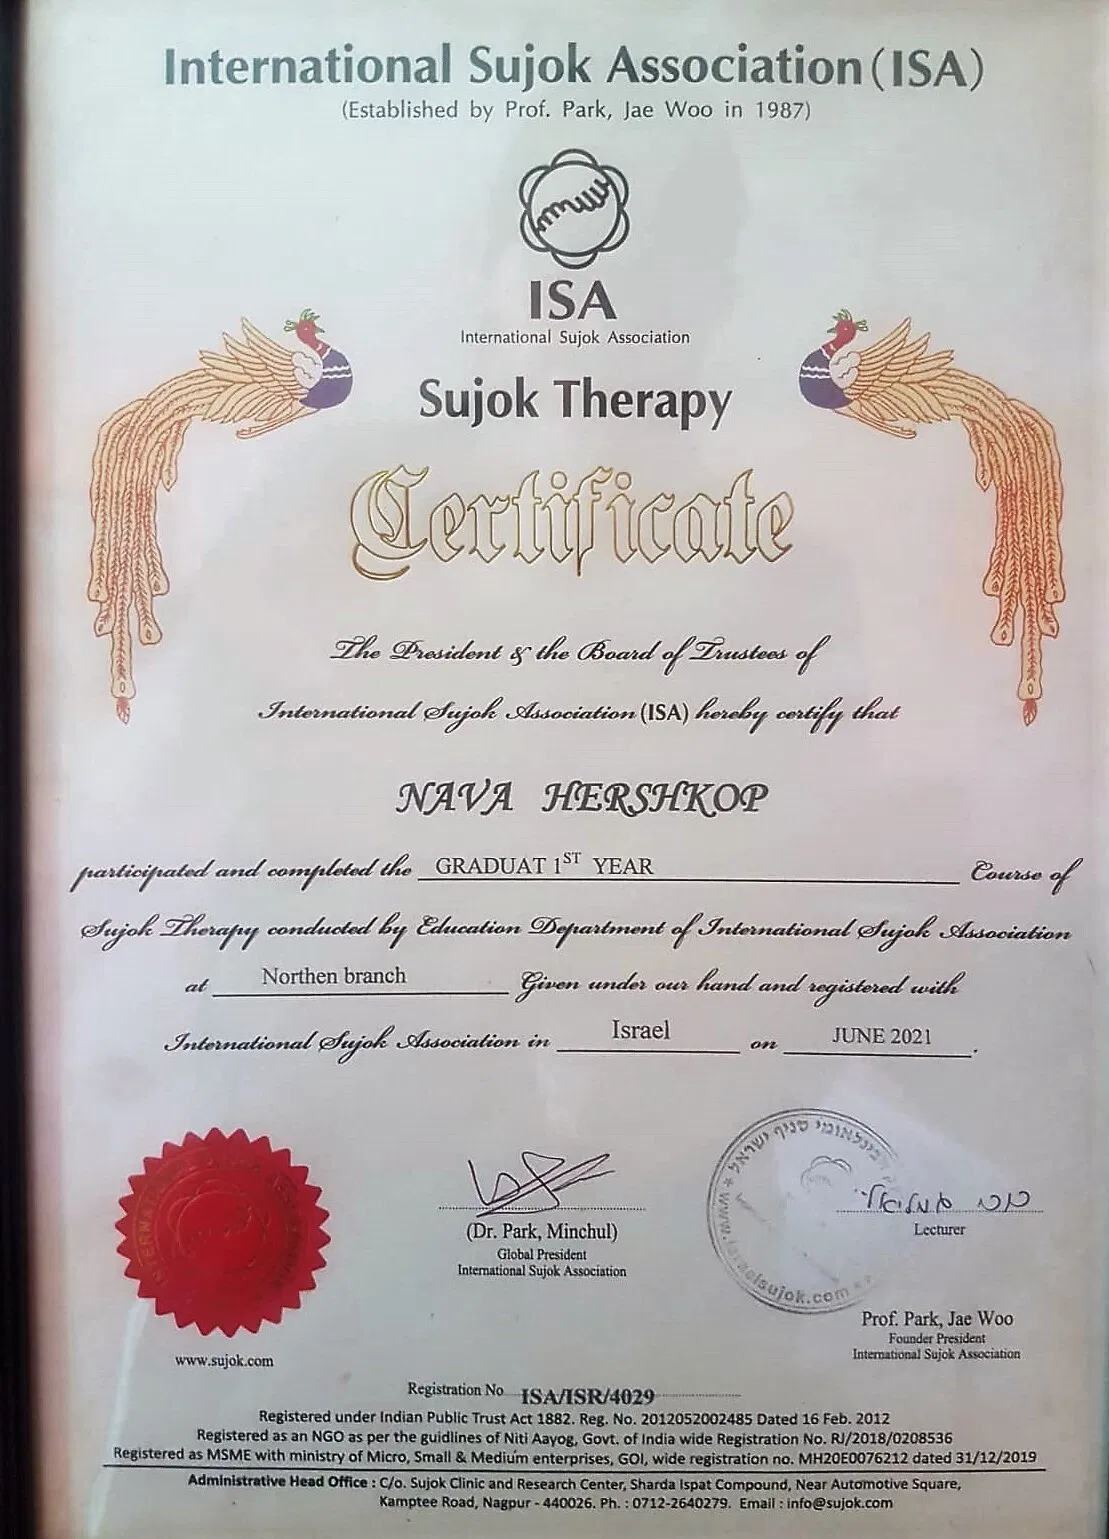 International Sujok Association (ISA)
(Established by Prof. Park, Jae Woo in 1987)
ISA
International Sujok Association
Sujok Therapy
Certificate
The President & the Board of Trustees of
International Sujok Association (ISA) hereby certify that
NAVA HERSHKOP
participated and completed the GRADUAT 1ST YEAR Course of
Sujok Therapy conducted by Education Department of International Sujok Association
at Northen branch Given under our hand and registered with
International Sujok Association in Israel on JUNE 2021.
(Dr. Park, Minchul)
Global President
International Sujok Association
הבינלאומי סניף ישראל
www.israelsujok.com
Lecturer
Prof. Park, Jae Woo
Founder President
International Sujok Association
www.sujok.com
Registration No ISA/ISR/4029
Registered under Indian Public Trust Act 1882. Reg. No. 2012052002485 Dated 16 Feb. 2012
Registered as an NGO as per the guidlines of Niti Aayog, Govt. of India wide Registration No. RJ/2018/0208536
Registered as MSME with ministry of Micro, Small & Medium enterprises, GOI, wide registration no. MH20E0076212 dated 31/12/2019
Administrative Head Office : C/o. Sujok Clinic and Research Center, Sharda Ispat Compound, Near Automotive Square,
Kamptee Road, Nagpur - 440026. Ph. : 0712-2640279. Email : info@sujok.com